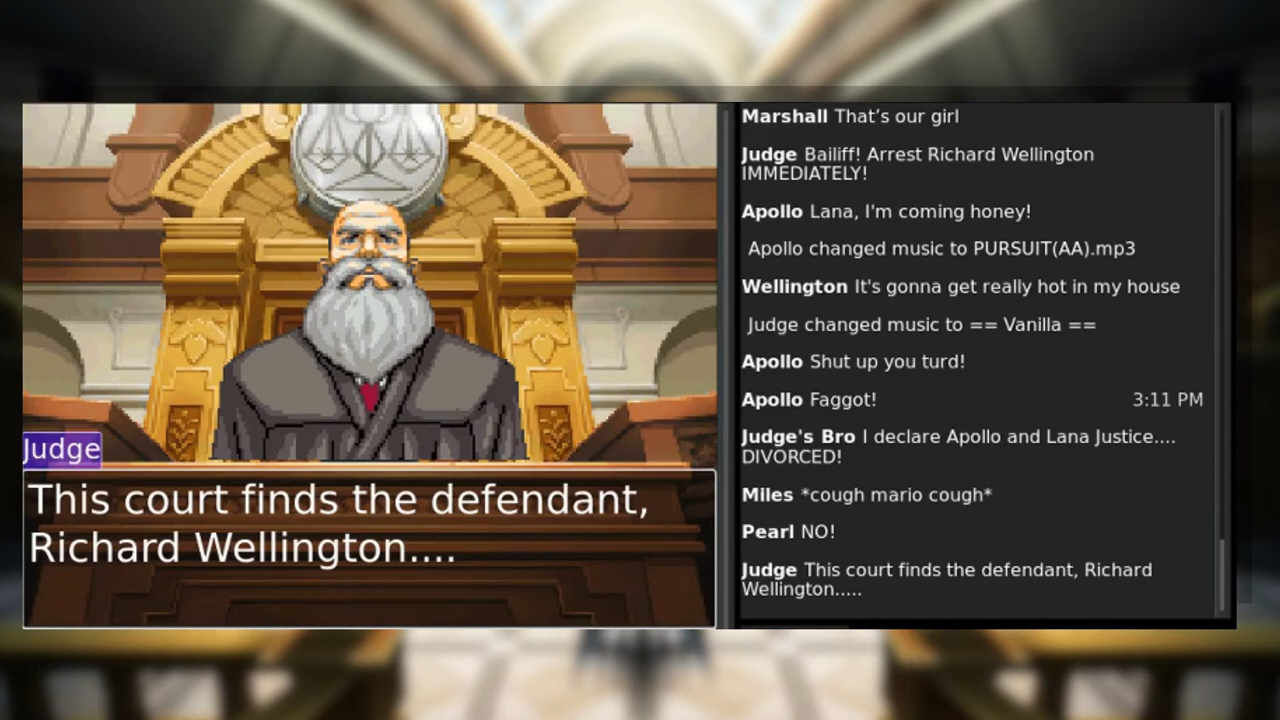 Judge
This court finds the defendant,
Richard Wellington....
Marshall That’s our girl
Judge Bailiff! Arrest Richard Wellington
IMMEDIATELY!
Apollo Lana, I'm coming honey!
Apollo changed music to PURSUIT(AA).mp3
Wellington It's gonna get really hot in my house
Judge changed music to == Vanilla ==
Apollo Shut up you turd!
Apollo Faggot! 3:11 PM
Judge's Bro I declare Apollo and Lana Justice....
DIVORCED!
Miles *cough mario cough*
Pearl NO!
Judge This court finds the defendant, Richard
Wellington.....